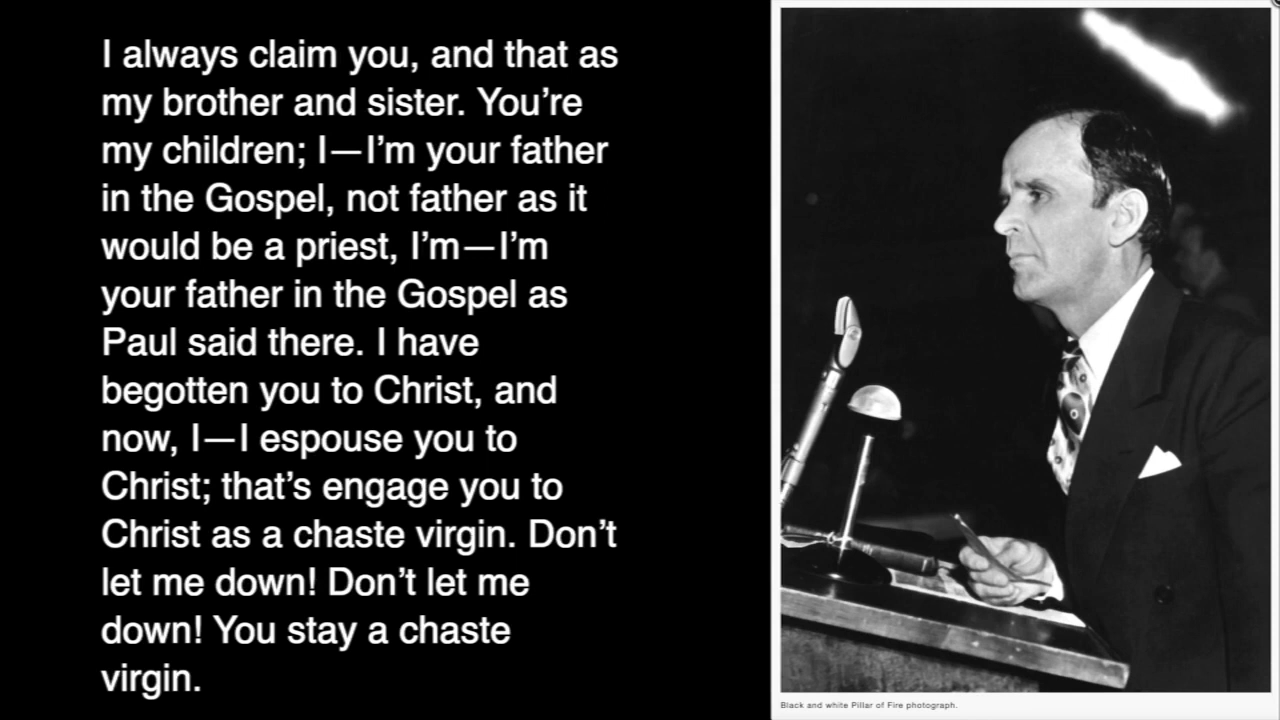 I always claim you, and that as
my brother and sister. You’re
my children; I—I’m your father
in the Gospel, not father as it
would be a priest, I’m—I’m
your father in the Gospel as
Paul said there. I have
begotten you to Christ, and
now, I—I espouse you to
Christ; that’s engage you to
Christ as a chaste virgin. Don’t
let me down! Don’t let me
down! You stay a chaste
virgin.
Black and white Pillar of Fire photograph.